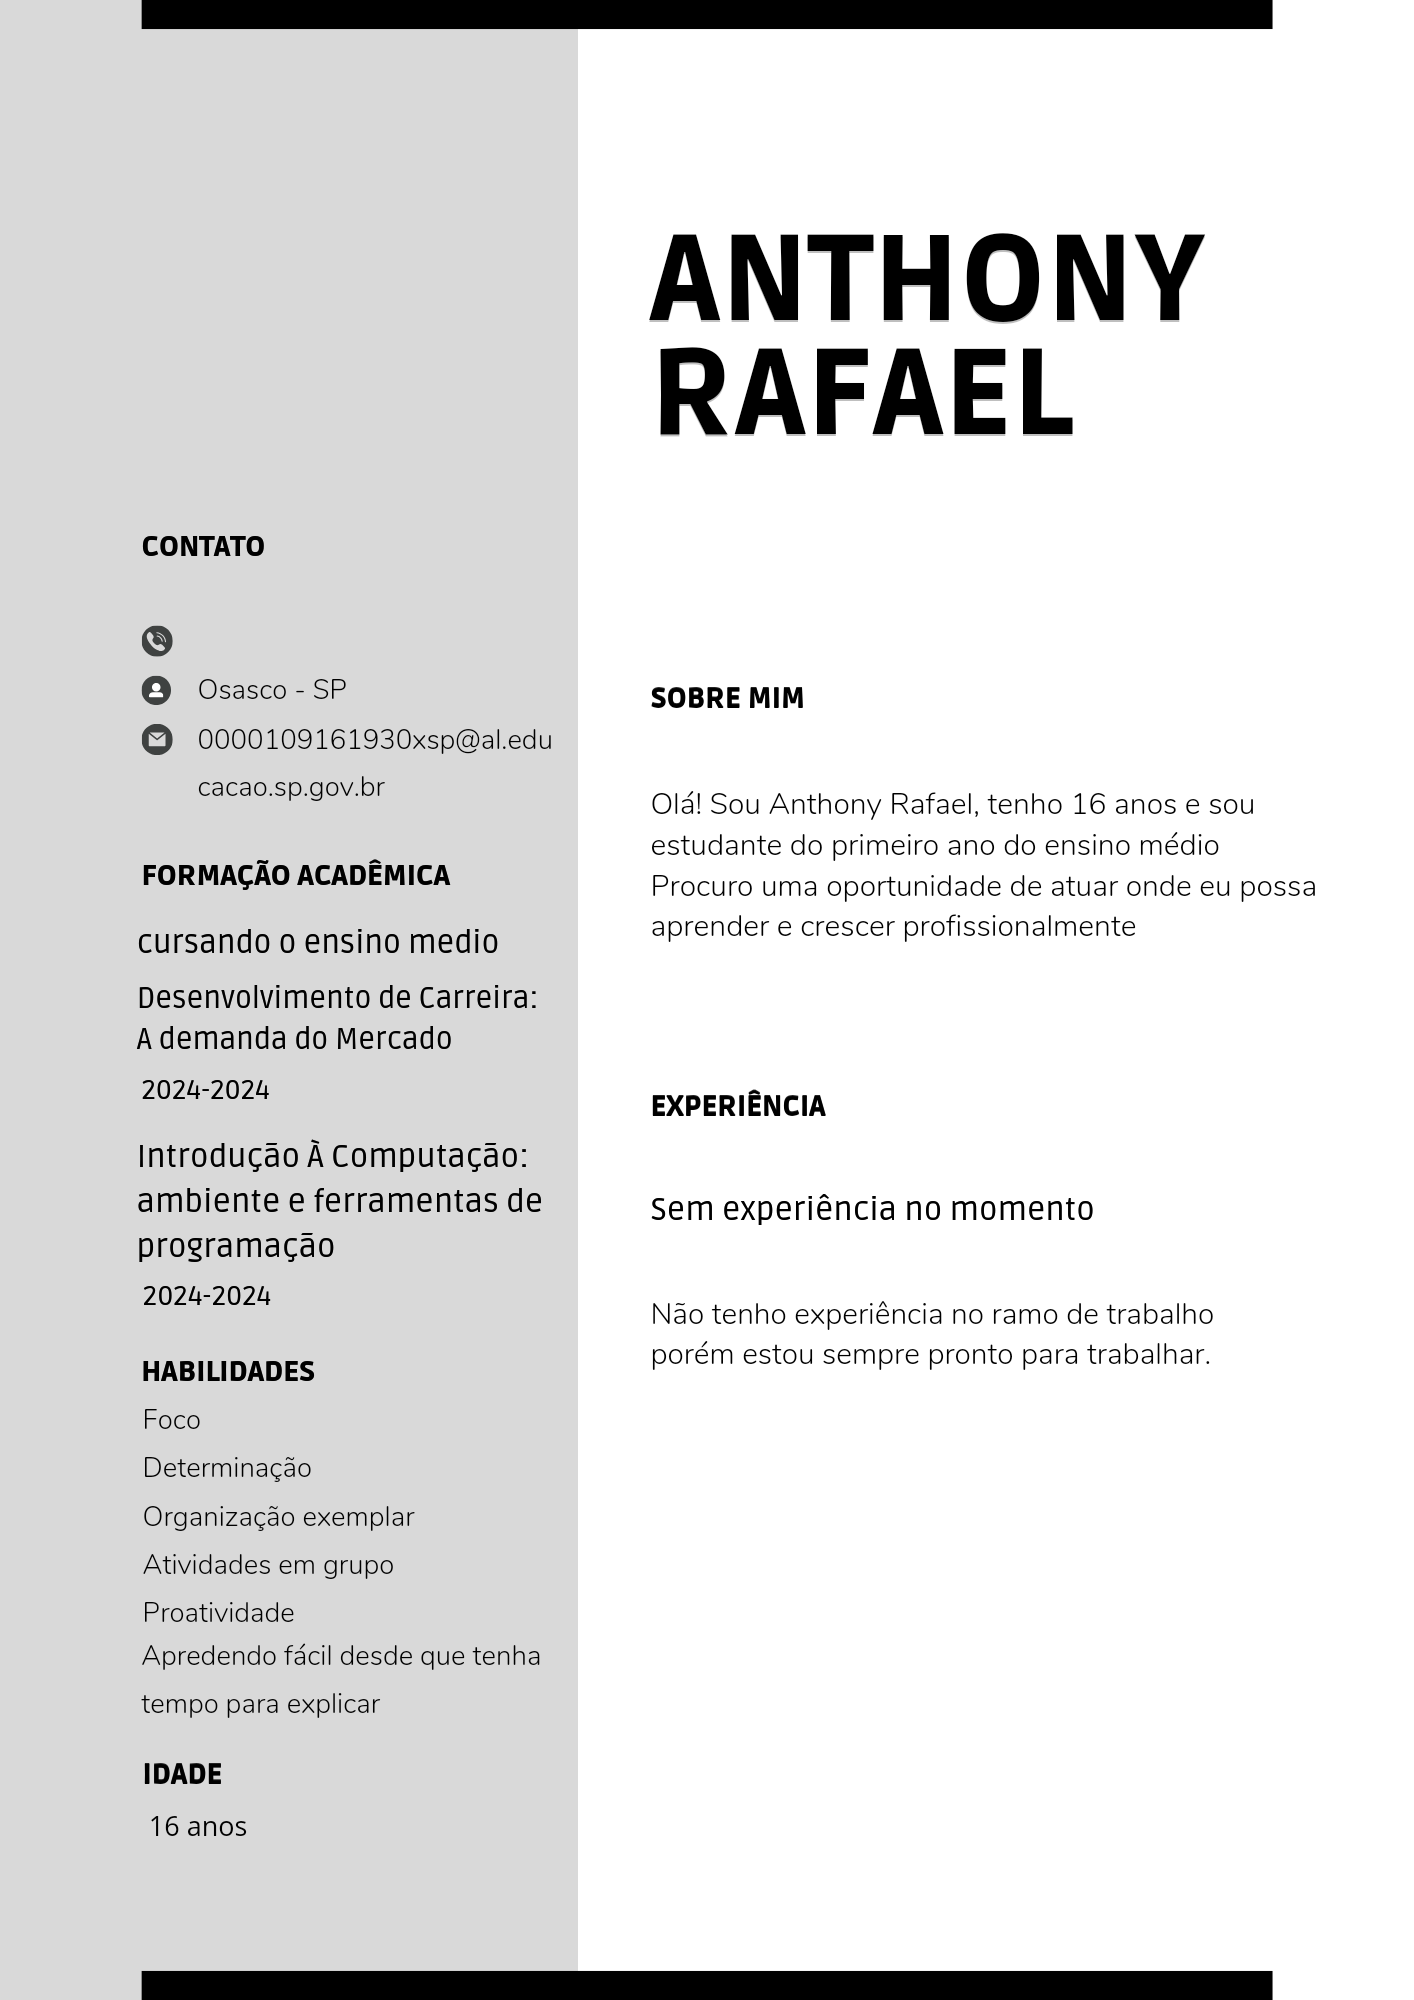 ANTHONY
RAFAEL
CONTATO
Osasco - SP
0000109161930xsp@al.edu
cacao.sp.gov.br
FORMAÇÃO ACADÊMICA
cursando o ensino medio
Desenvolvimento de Carreira:
A demanda do Mercado
2024-2024
Introdução À Computação:
ambiente e ferramentas de
programação
2024-2024
HABILIDADES
Foco
Determinação
Organização exemplar
Atividades em grupo
Proatividade
Apredendo fácil desde que tenha
tempo para explicar
IDADE
16 anos
SOBRE MIM
Olá! Sou Anthony Rafael, tenho 16 anos e sou
estudante do primeiro ano do ensino médio
Procuro uma oportunidade de atuar onde eu possa
aprender e crescer profissionalmente
EXPERIÊNCIA
Sem experiência no momento
Não tenho experiência no ramo de trabalho
porém estou sempre pronto para trabalhar.